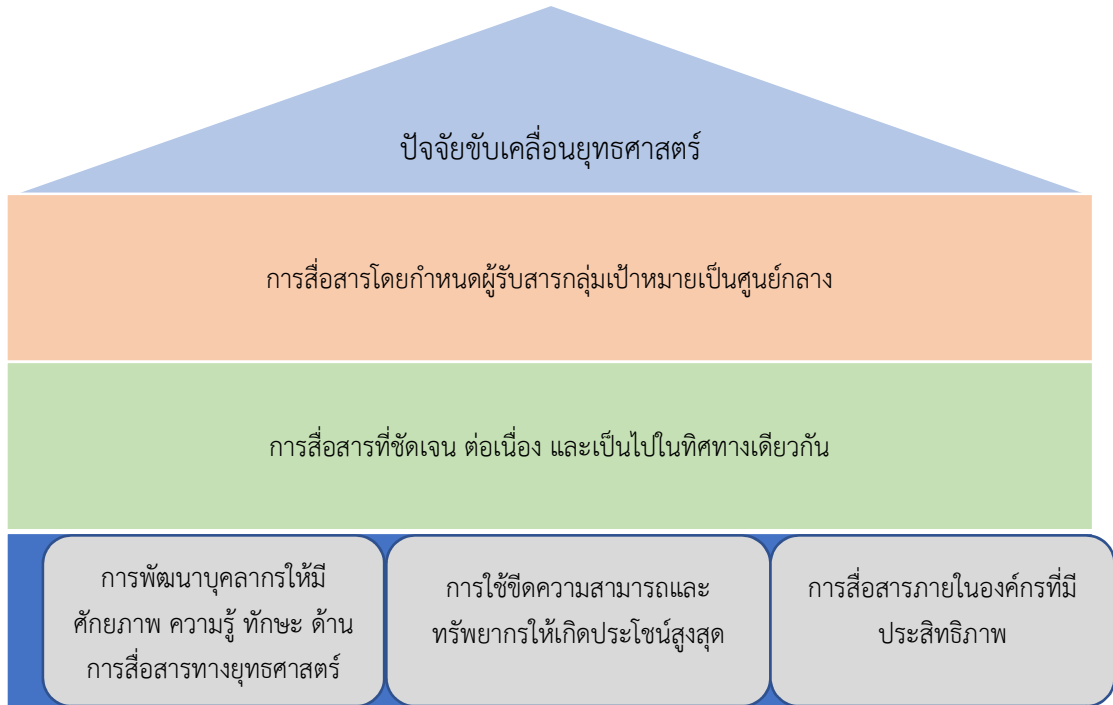 ปัจจัยขับเคลื่อนยุทธศาสตร์
การสื่อสารโดยกำหนดผู้รับสารกลุ่มเป้าหมายเป็นศูนย์กลาง
การสื่อสารที่ชัดเจน ต่อเนื่อง และเป็นไปในทิศทางเดียวกัน
การพัฒนาบุคลากรให้มี
ศักยภาพ ความรู้ ทักษะ ด้าน
การสื่อสารทางยุทธศาสตร์
การใช้ขีดความสามารถและ
ทรัพยากรให้เกิดประโยชน์สูงสุด
การสื่อสารภายในองค์กรที่มี
ประสิทธิภาพ